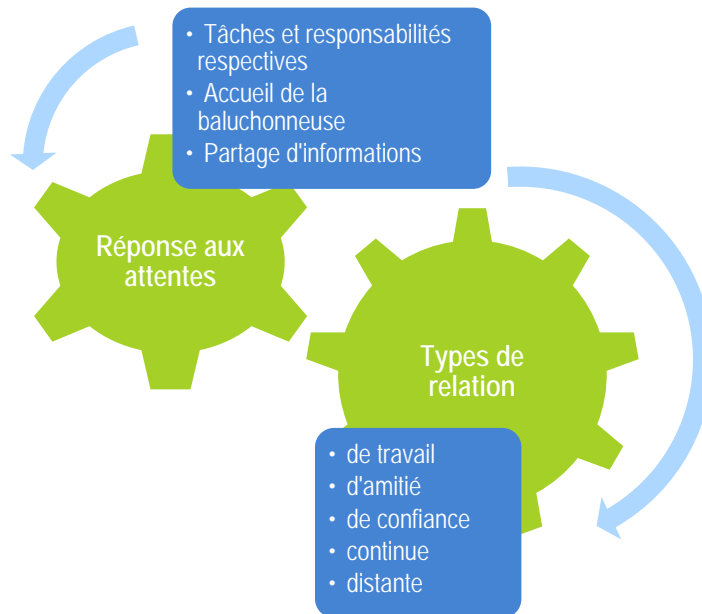 • Tâches et responsabilités
respectives
• Accueil de la
baluchonneuse
• Partage d'informations
Réponse aux
attentes
Types de
relation
• de travail
• d'amitié
• de confiance
• continue
• distante